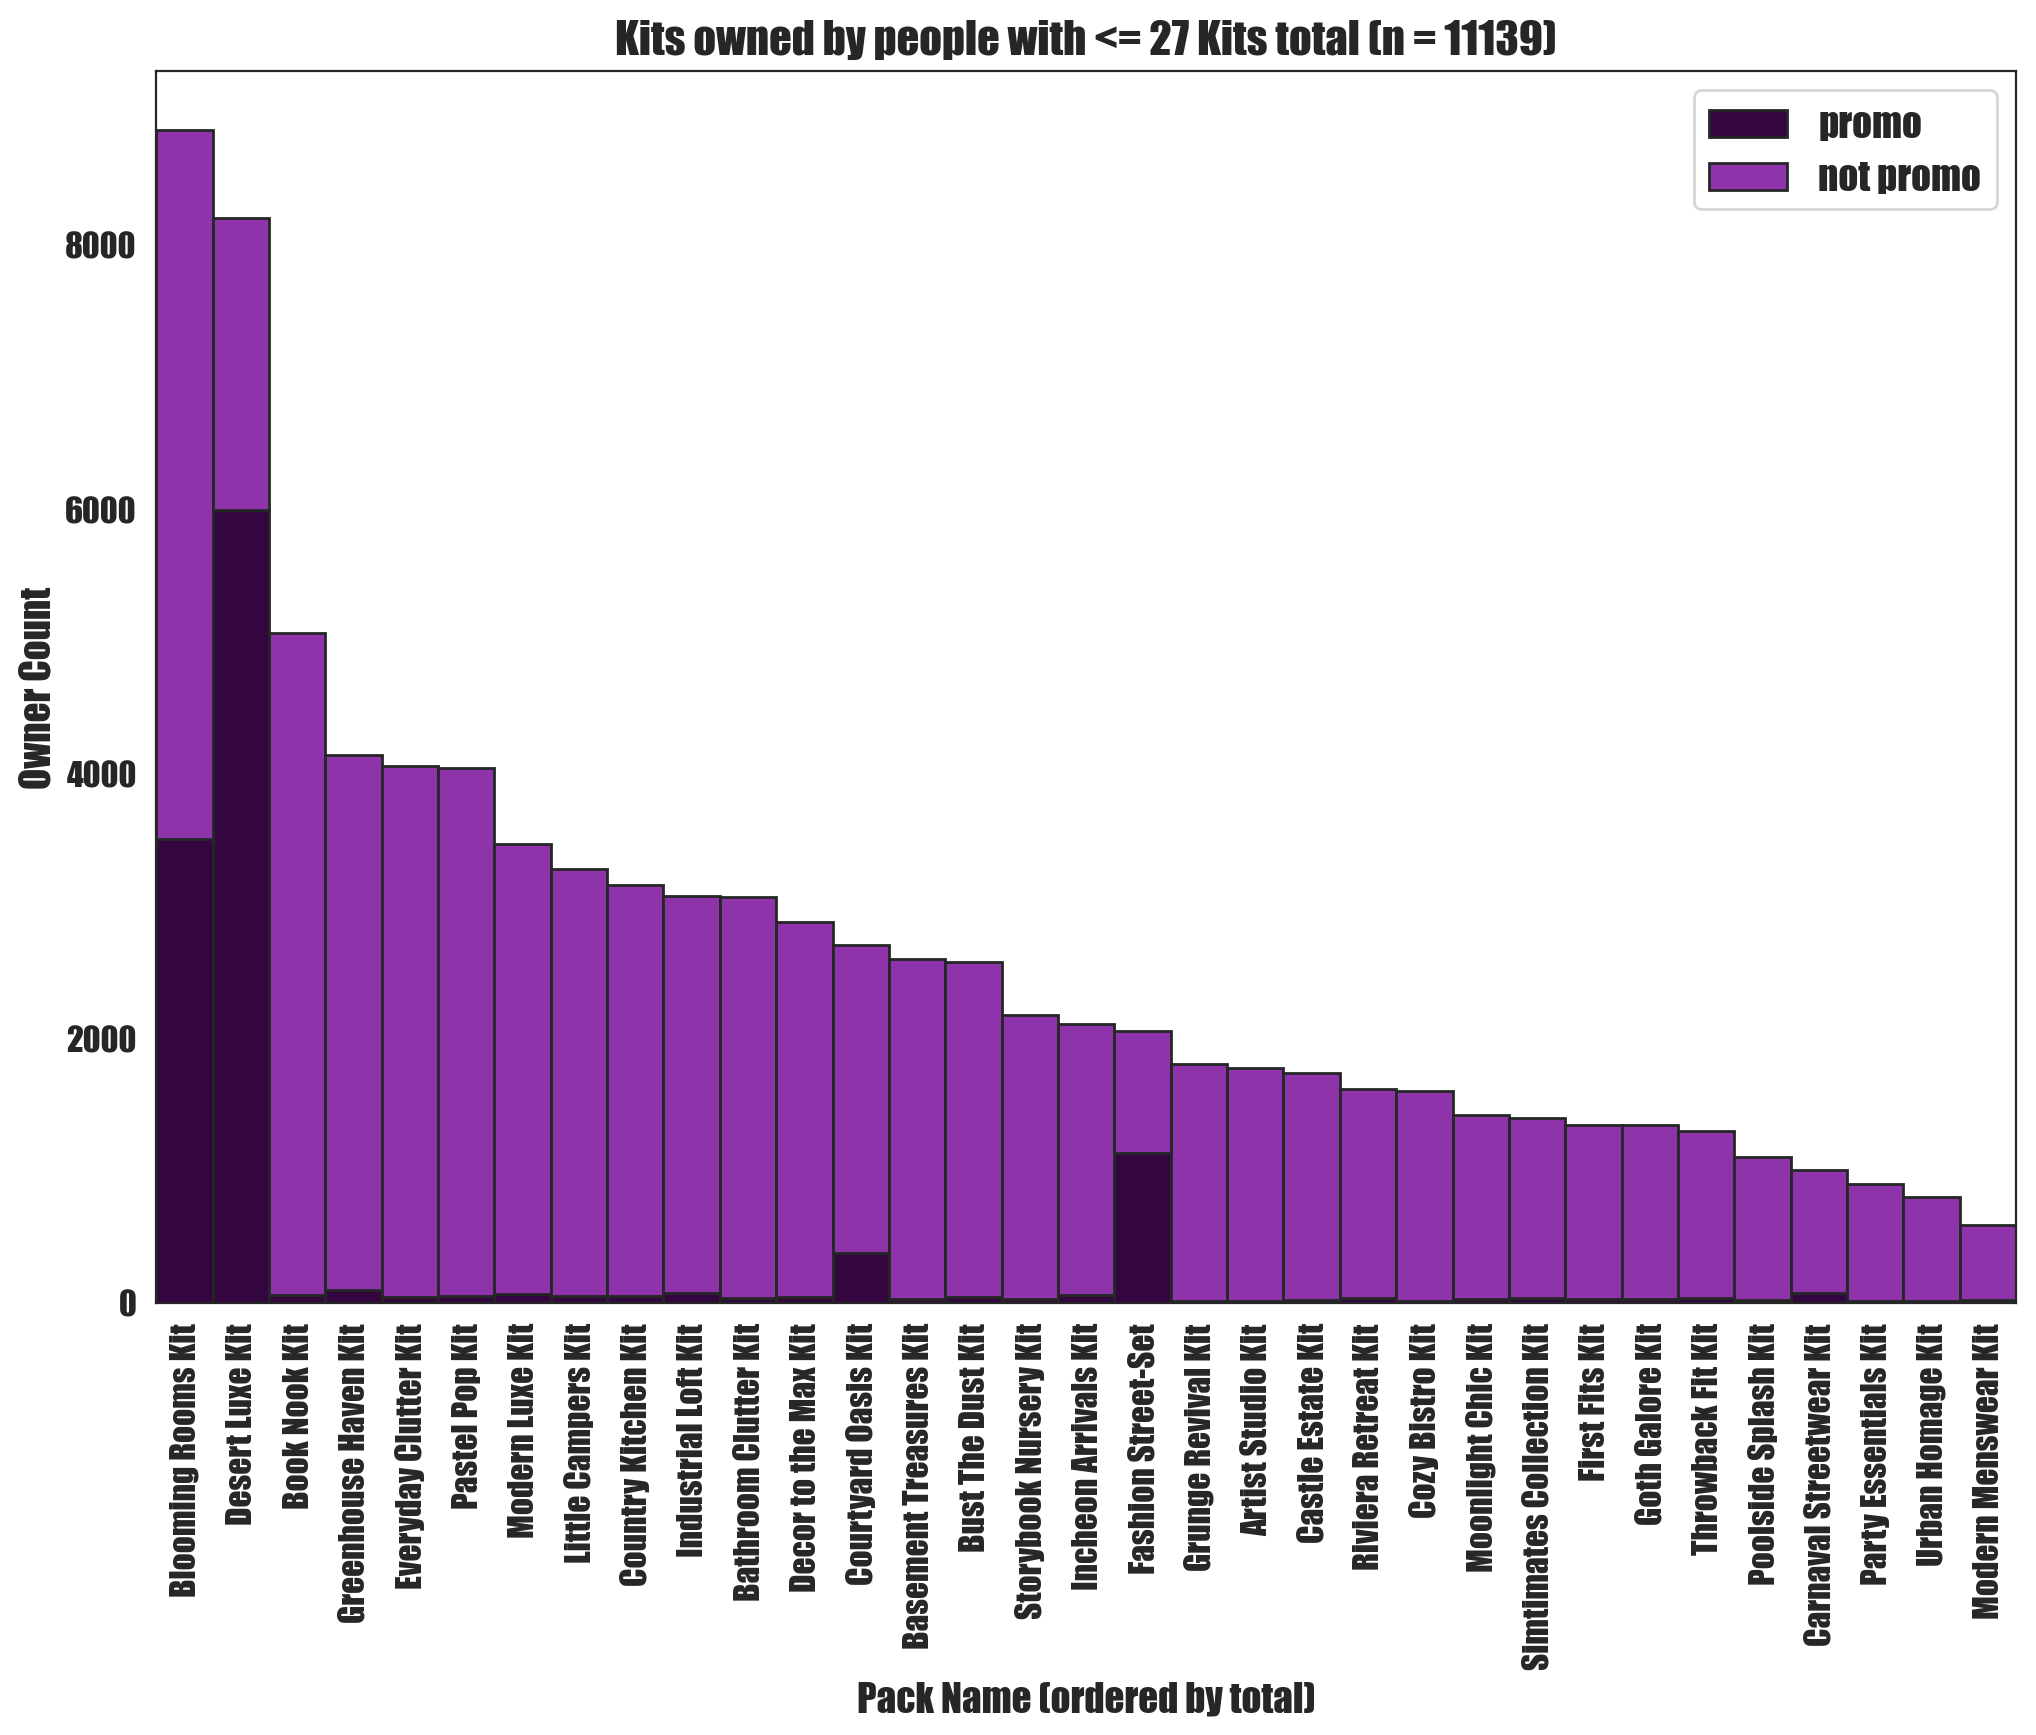 Kits owned by people with <= 27 Kits total (n = 11139)
promo
not promo
Owner Count
8000
6000
4000
2000
0
Blooming Rooms Kit
Desert Luxe Kit
Book Nook Kit
Greenhouse Haven Kit
Everyday Clutter Kit
Pastel Pop Kit
Modern Luxe Kit
Little Campers Kit
Country Kitchen Kit
Industrial Loft Kit
Bathroom Clutter Kit
Decor to the Max Kit
Courtyard Oasis Kit
Basement Treasures Kit
Bust The Dust Kit
Storybook Nursery Kit
Incheon Arrivals Kit
Fashion Street-Set
Grunge Revival Kit
Artist Studio Kit
Castle Estate Kit
Riviera Retreat Kit
Cozy Bistro Kit
Moonlight Chic Kit
Simtimates Collection Kit
First Fits Kit
Goth Galore Kit
Throwback Fit Kit
Poolside Splash Kit
Carnaval Streetwear Kit
Party Essentials Kit
Urban Homage Kit
Modern Menswear Kit
Pack Name (ordered by total)